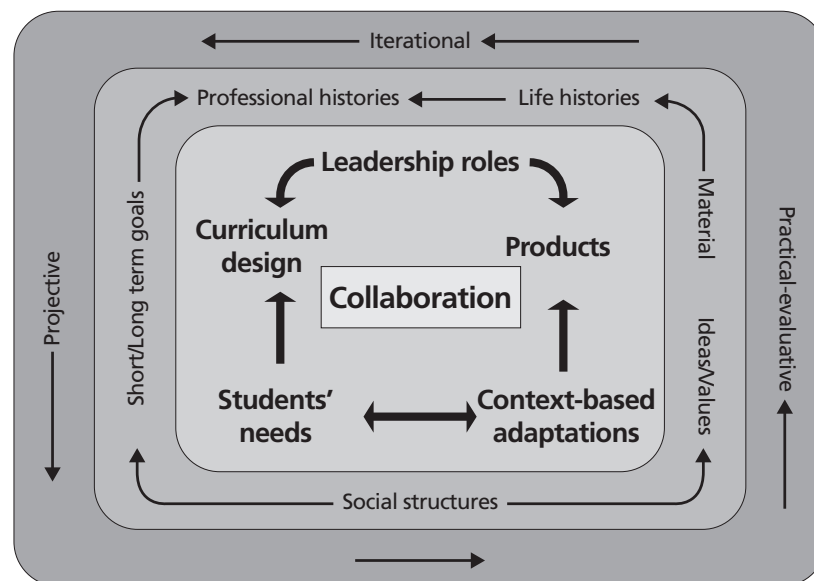 Iterational
Professional histories
Life histories
Leadership roles
Curriculum
design
Products
Collaboration
Students’
needs
Context-based
adaptations
Social structures
Projective
Short/Long term goals
Material
Ideas/Values
Practical-evaluative